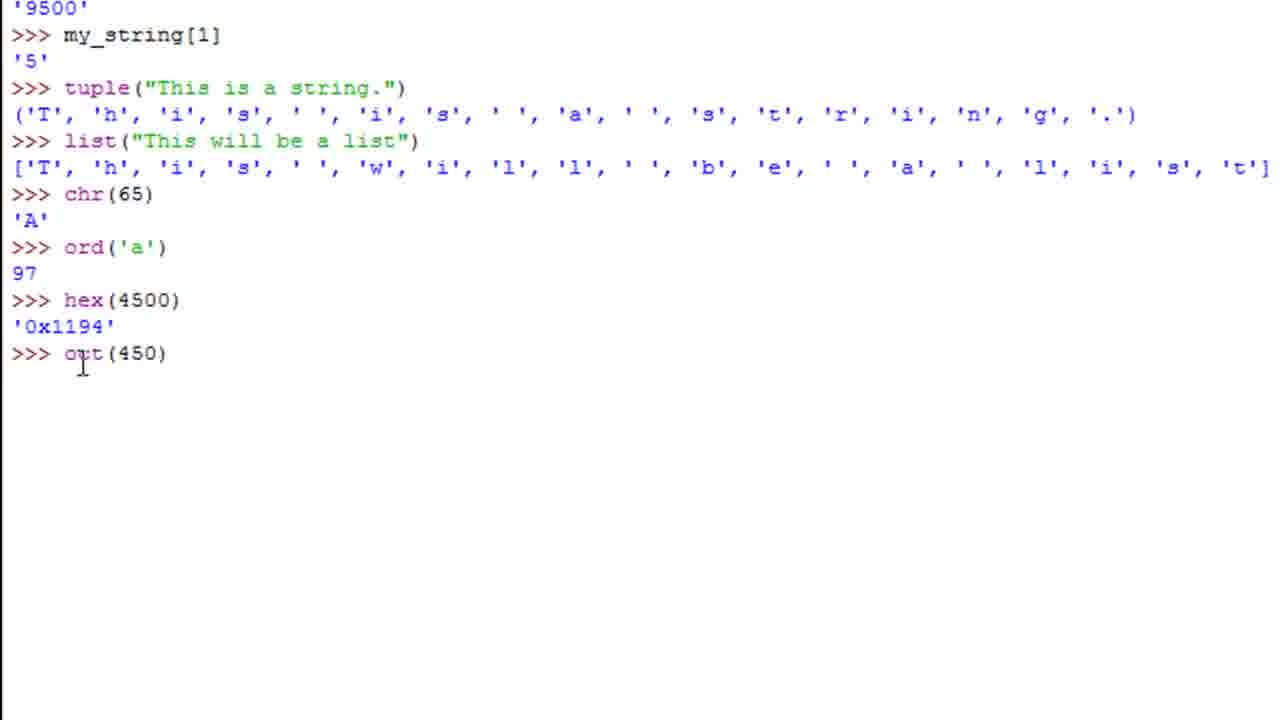 '9500'
>>> my_string[1]
'5'
>>> tuple("This is a string.")
('T', 'h', 'i', 's', ' ', 'i', 's', ' ', 'a', ' ', 's', 't', 'r', 'i', 'n', 'g', '.')
>>> list("This will be a list")
['T', 'h', 'i', 's', ' ', 'w', 'i', 'l', 'l', ' ', 'b', 'e', ' ', 'a', ' ', 'l', 'i', 's', 't']
>>> chr(65)
'A'
>>> ord('a')
97
>>> hex(4500)
'0x1194'
>>> oct(450)